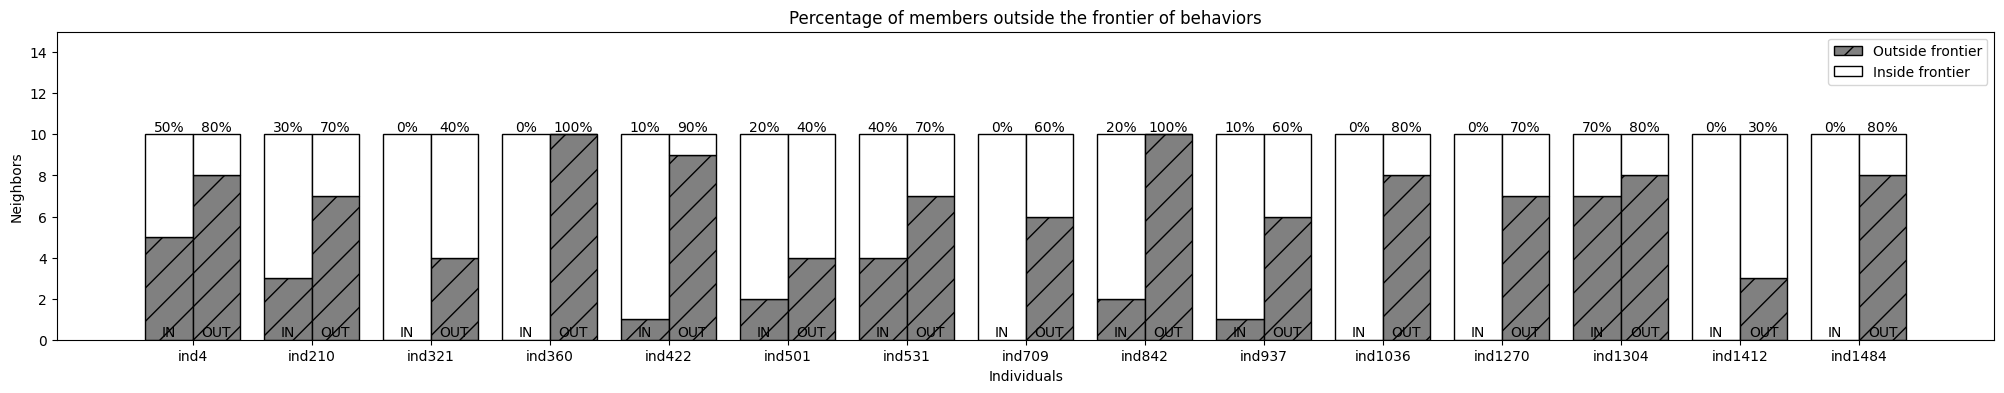 Percentage of members outside the frontier of behaviors
14
12
10
8
6
4
2
0
Neighbors
Outside frontier
Inside frontier
50% 80% 30% 70% 0% 40% 0% 100% 10% 90% 20% 40% 40% 70% 0% 60% 20% 100% 10% 60% 0% 80% 0% 70% 70% 80% 0% 30% 0% 80%
IN OUT IN OUT IN OUT IN OUT IN OUT IN OUT IN OUT IN OUT IN OUT IN OUT IN OUT IN OUT IN OUT IN OUT IN OUT
ind4 ind210 ind321 ind360 ind422 ind501 ind531 ind709 ind842 ind937 ind1036 ind1270 ind1304 ind1412 ind1484
Individuals